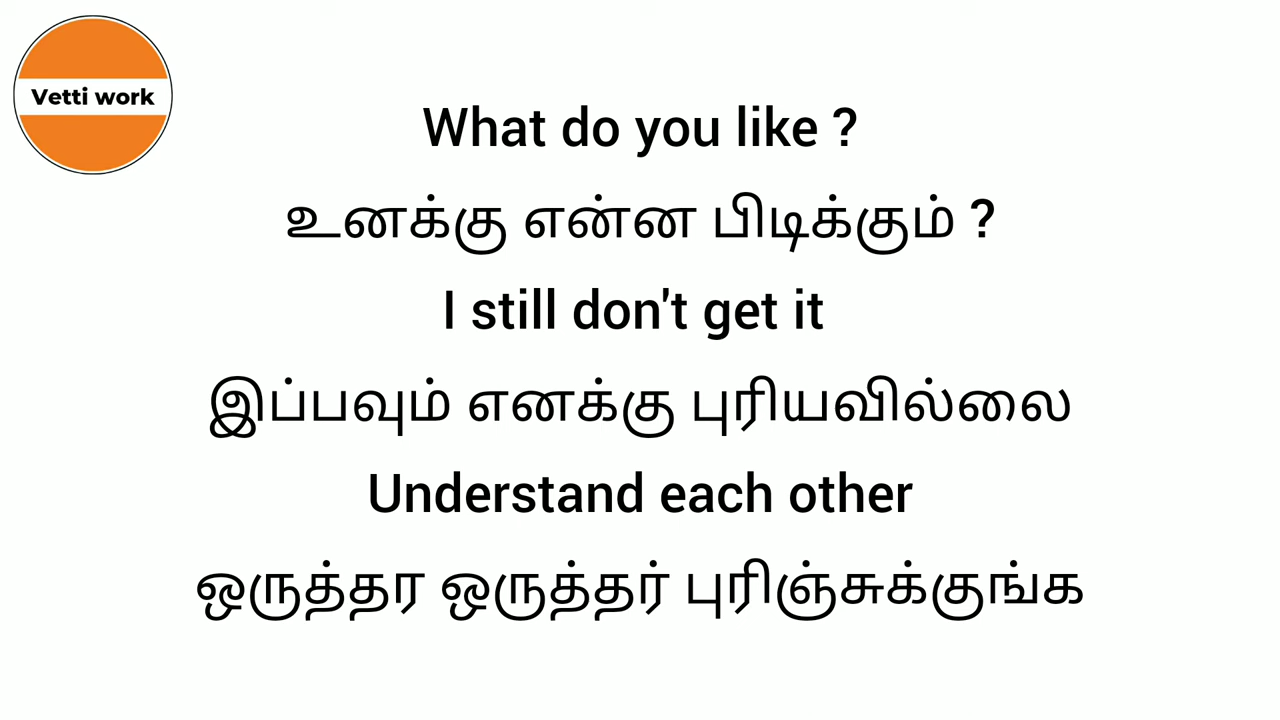 Vetti work
What do you like ?
உனக்கு என்ன பிடிக்கும் ?
I still don't get it
இப்பவும் எனக்கு புரியவில்லை
Understand each other
ஒருத்தர ஒருத்தர் புரிஞ்சுக்குங்க